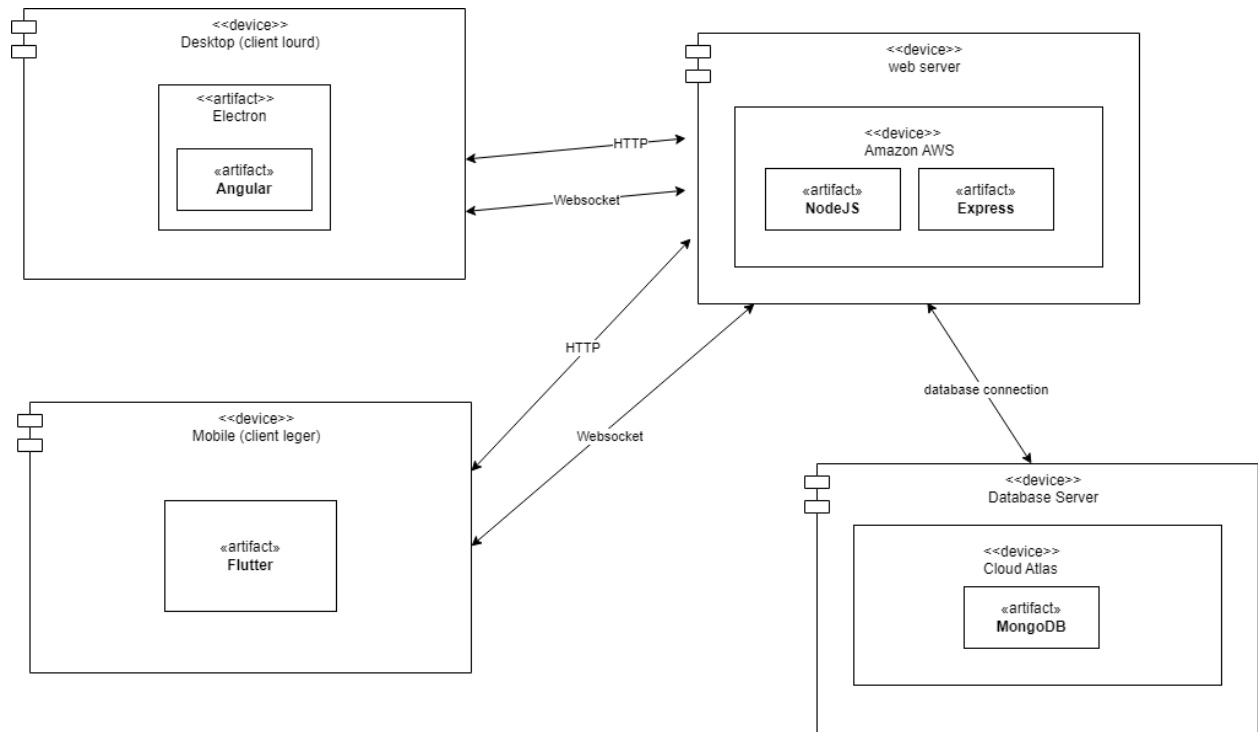 <<device>>
Desktop (client lourd)
<<artifact>>
Electron
«artifact»
Angular
<<device>>
web server
<<device>>
Amazon AWS
«artifact»
NodeJS
«artifact»
Express
HTTP
Websocket
HTTP
Websocket
database connection
<<device>>
Mobile (client leger)
«artifact»
Flutter
<<device>>
Database Server
<<device>>
Cloud Atlas
«artifact»
MongoDB